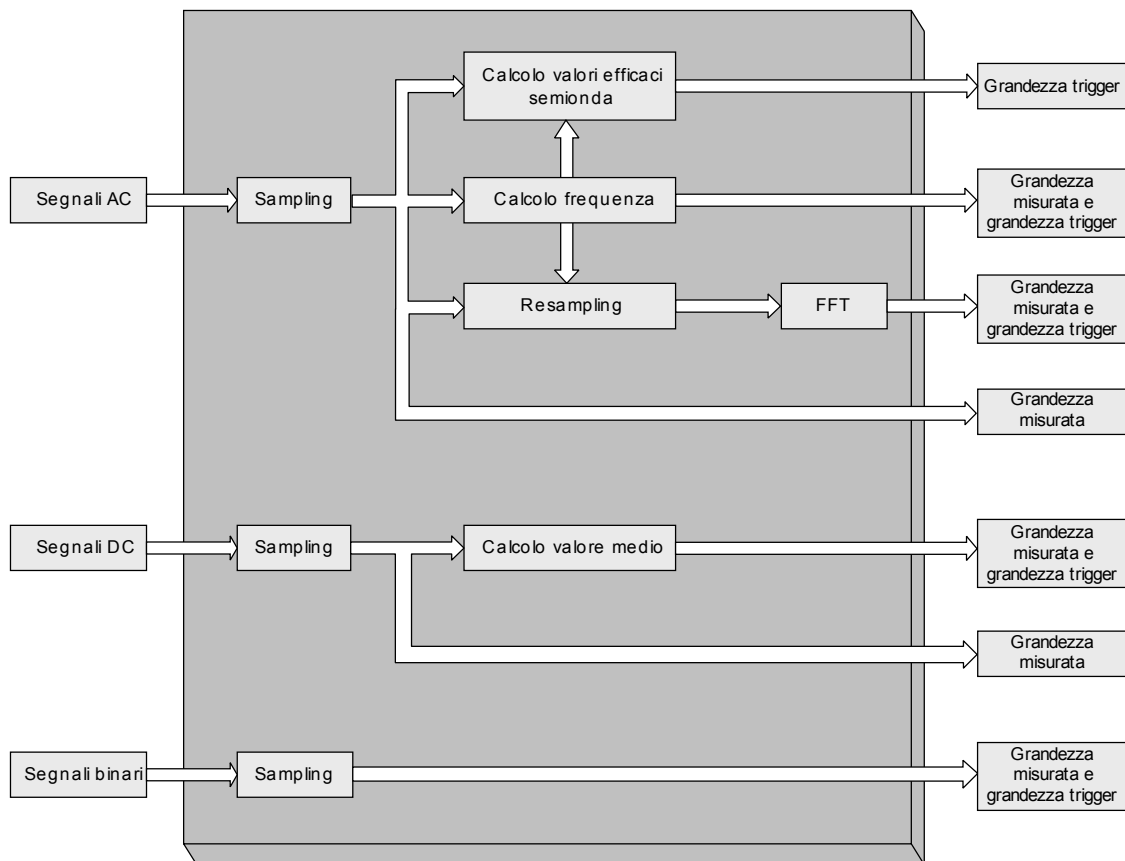 Calcolo valori efficaci
semionda
Grandezza trigger
Segnali AC
Sampling
Calcolo frequenza
Grandezza
misurata e
grandezza trigger
Resampling
FFT
Grandezza
misurata e
grandezza trigger
Grandezza
misurata
Segnali DC
Sampling
Calcolo valore medio
Grandezza
misurata e
grandezza trigger
Grandezza
misurata
Segnali binari
Sampling
Grandezza
misurata e
grandezza trigger